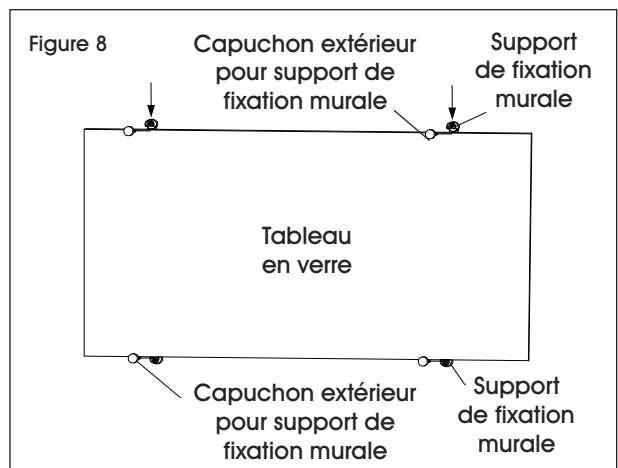 Figure 8
Capuchon extérieur
pour support de
fixation murale
Support
de fixation
murale
Tableau
en verre
Capuchon extérieur
pour support de
fixation murale
Support
de fixation
murale